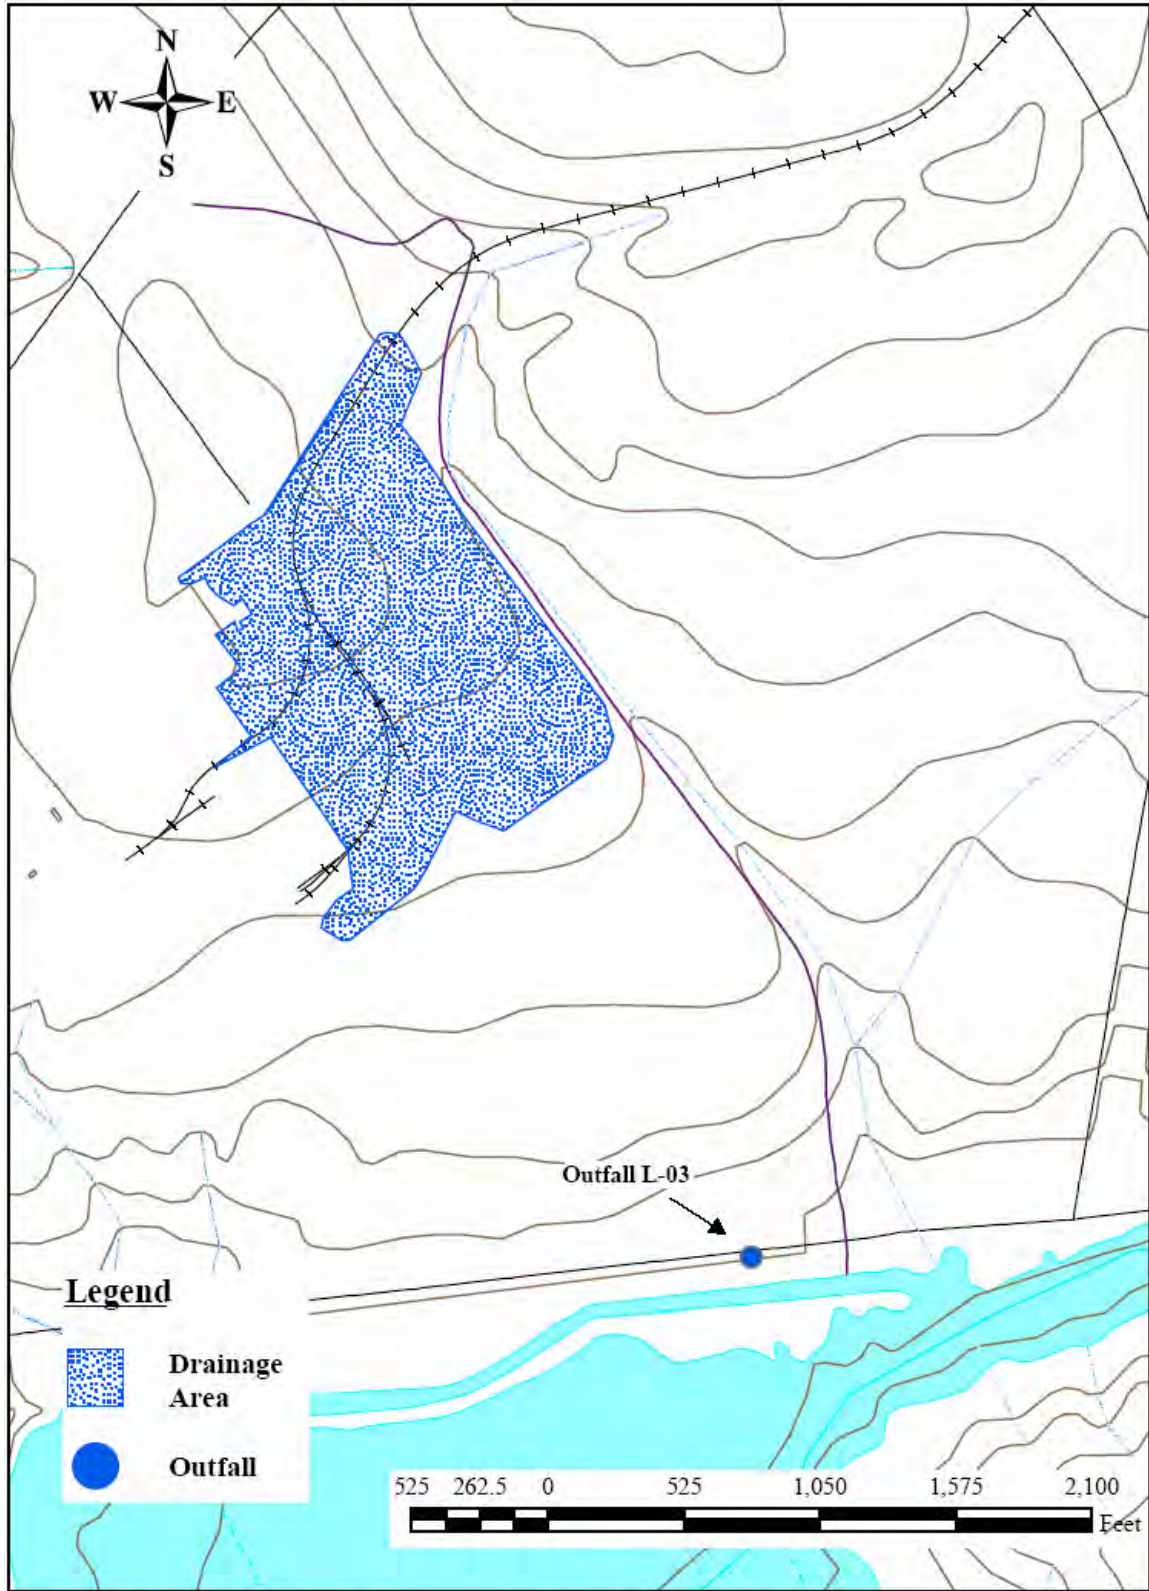 N
W E
S
Outfall L-03
Legend
Drainage
Area
Outfall
525 262.5 0 525 1,050 1,575 2,100
Feet